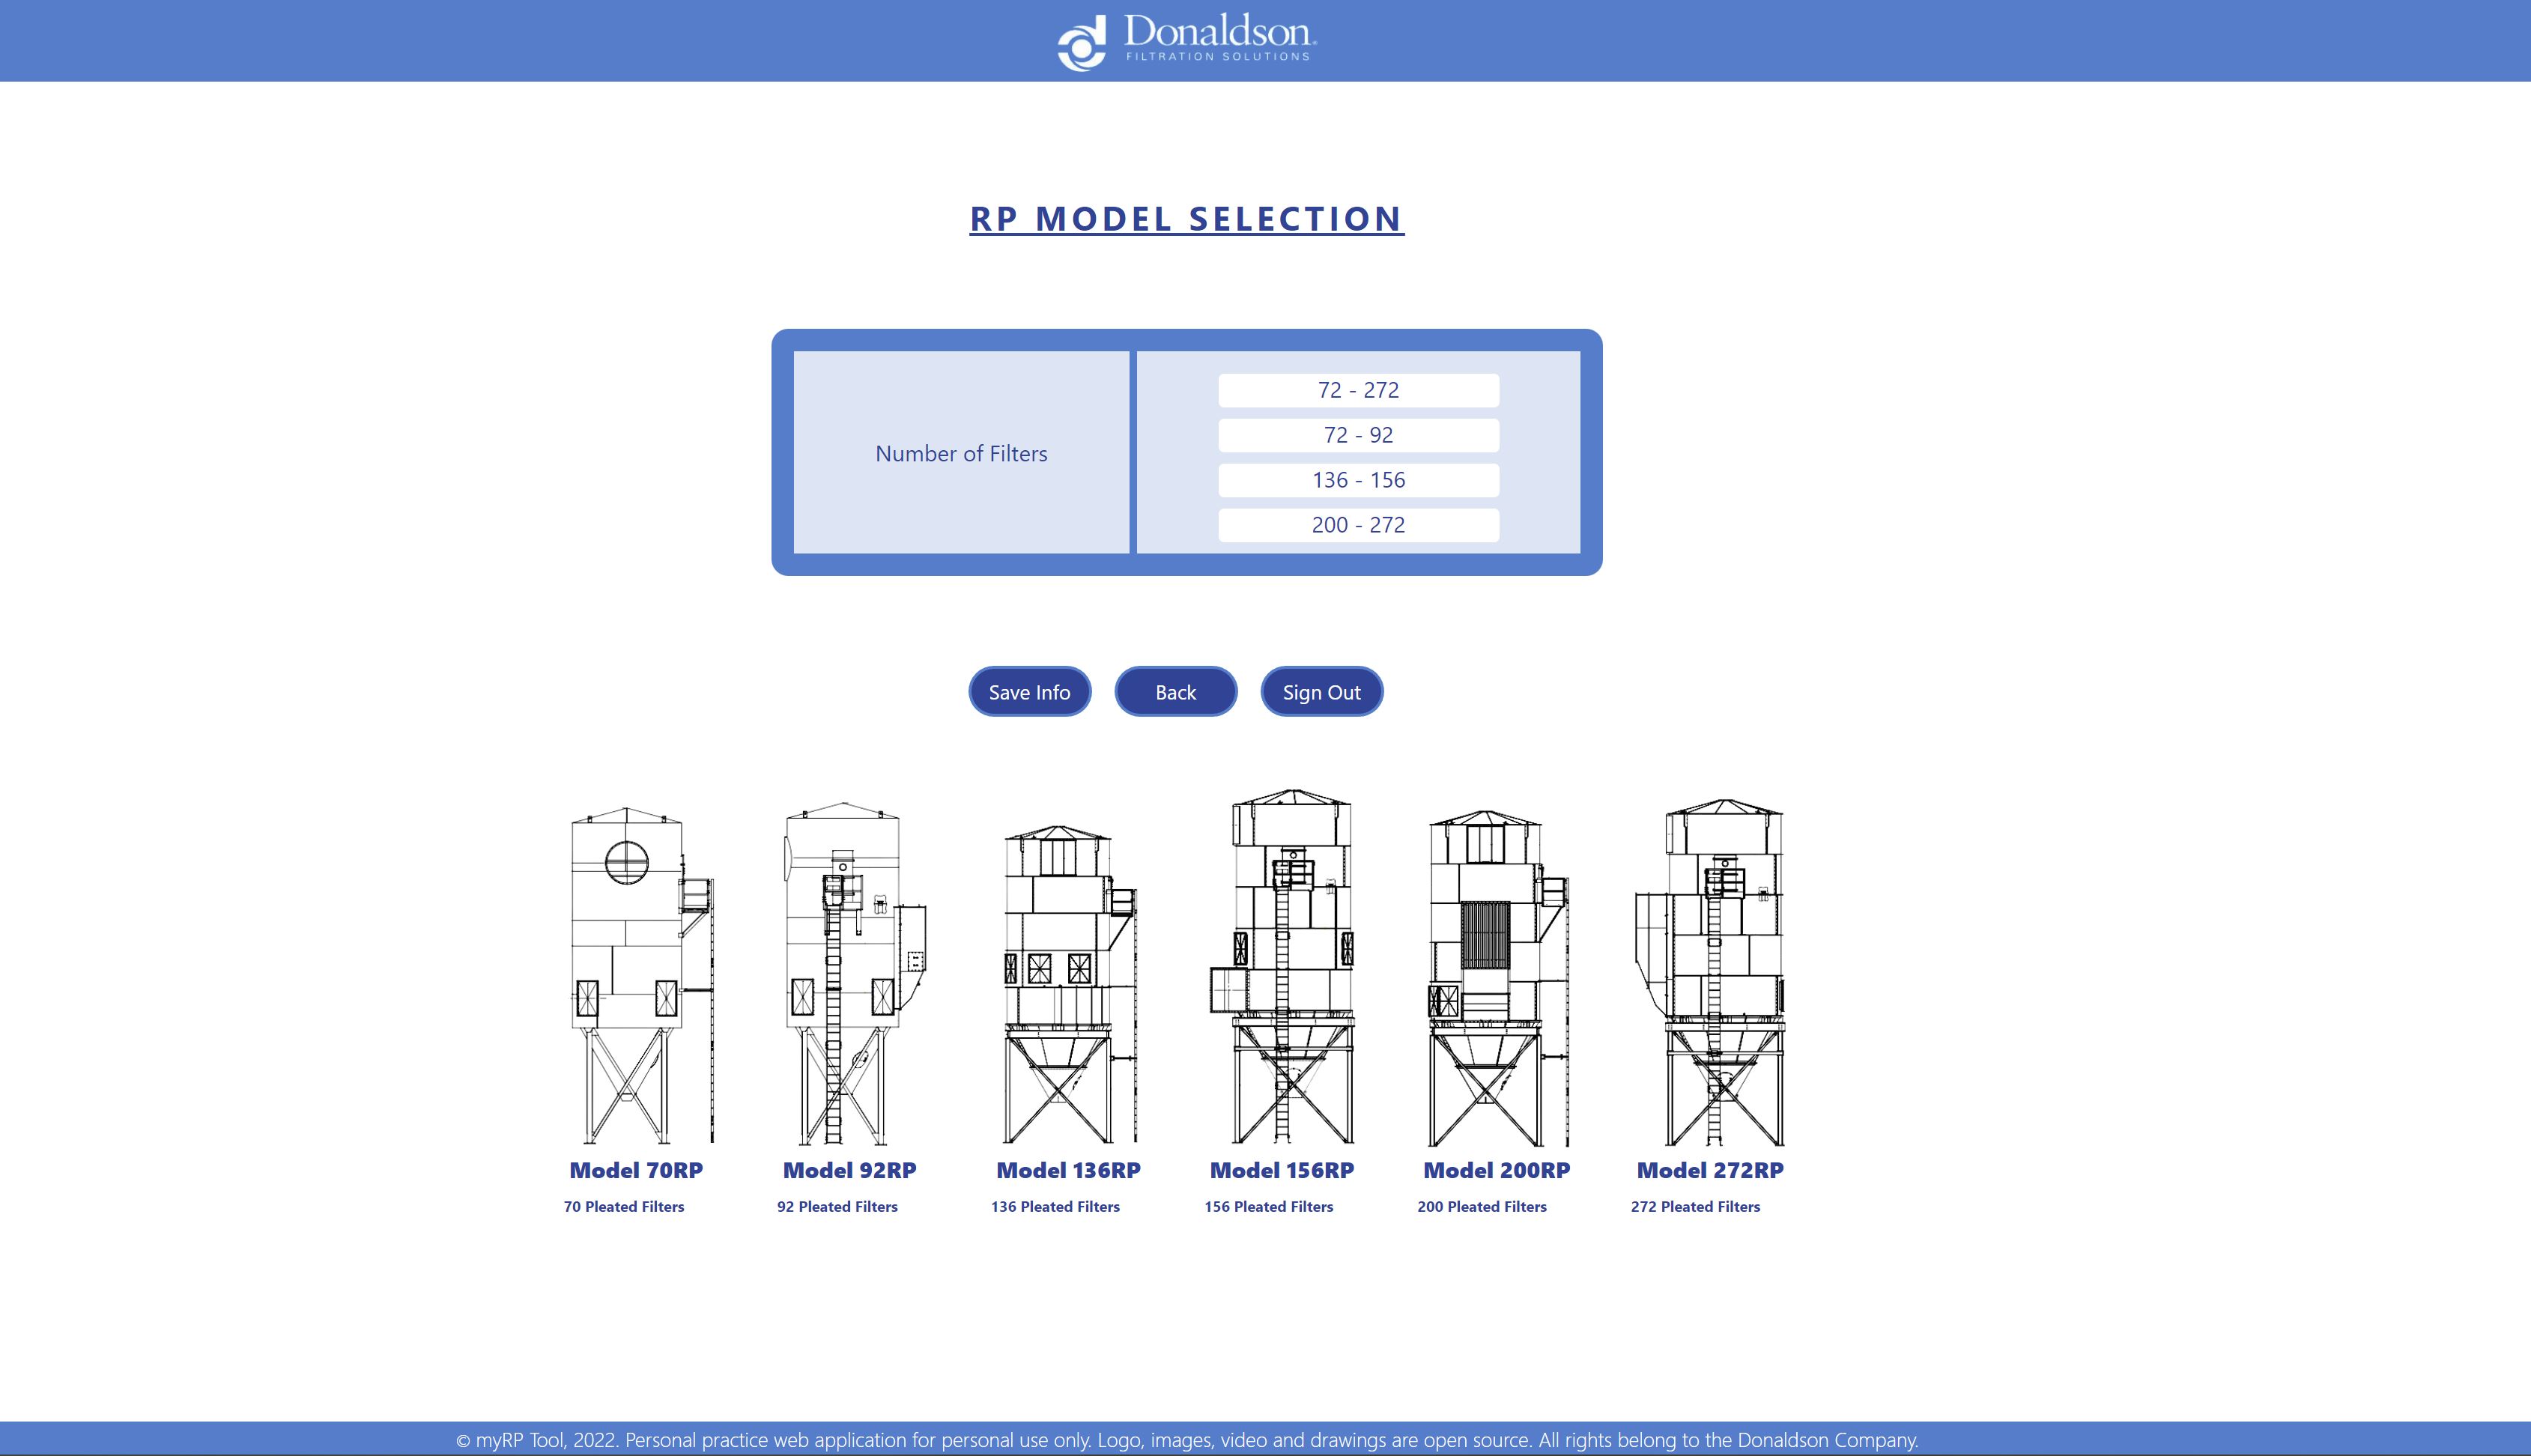 Donaldson.
FILTRATION SOLUTIONS
RP MODEL SELECTION
Number of Filters
72 - 272
72 - 92
136 - 156
200 - 272
Save Info
Back
Sign Out
Model 70RP
70 Pleated Filters
Model 92RP
92 Pleated Filters
Model 136RP
136 Pleated Filters
Model 156RP
156 Pleated Filters
Model 200RP
200 Pleated Filters
Model 272RP
272 Pleated Filters
© myRP Tool, 2022. Personal practice web application for personal use only. Logo, images, video and drawings are open source. All rights belong to the Donaldson Company.